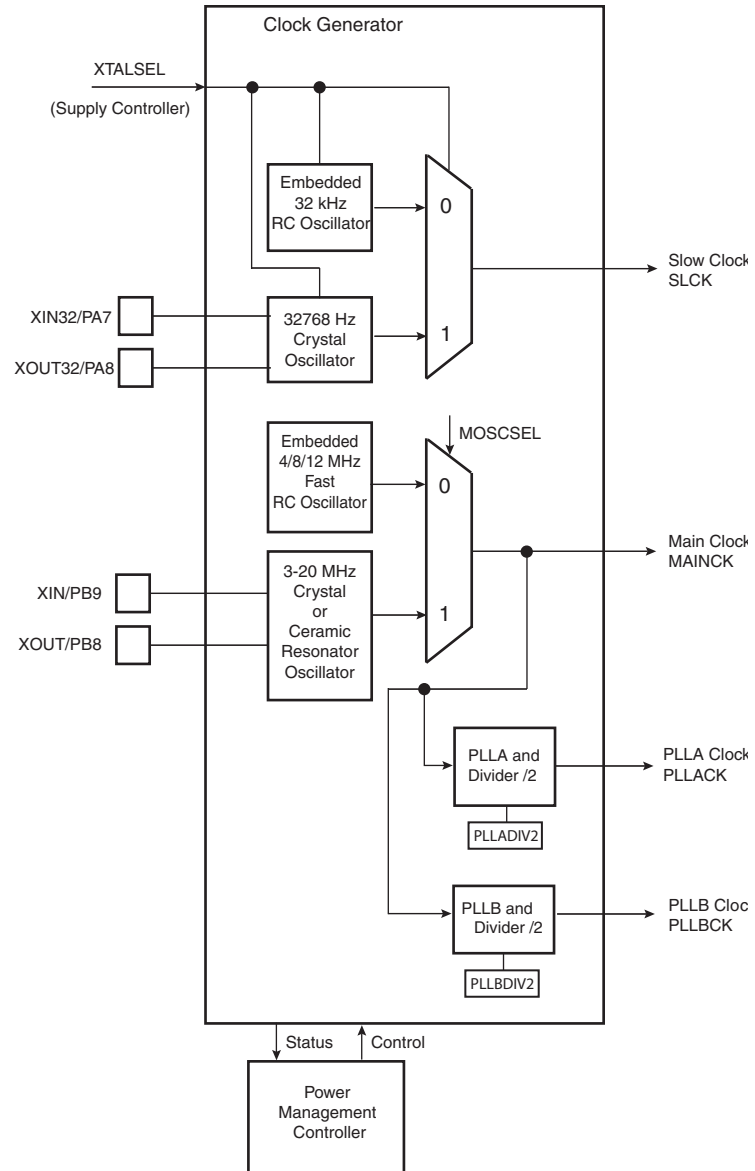 Clock Generator
XTALSEL
(Supply Controller)
Embedded
32 kHz
RC Oscillator
0
Slow Clock
SLCK
XIN32/PA7
32768 Hz
Crystal
Oscillator
1
XOUT32/PA8
MOSCSEL
Embedded
4/8/12 MHz
Fast
RC Oscillator
0
Main Clock
MAINCK
XIN/PB9
3-20 MHz
Crystal
or
Ceramic
Resonator
Oscillator
1
XOUT/PB8
PLLA and
Divider /2
PLLA Clock
PLLACK
PLLADIV2
PLLB and
Divider /2
PLLB Cloc
PLLBCK
PLLBDIV2
Status
Control
Power
Management
Controller